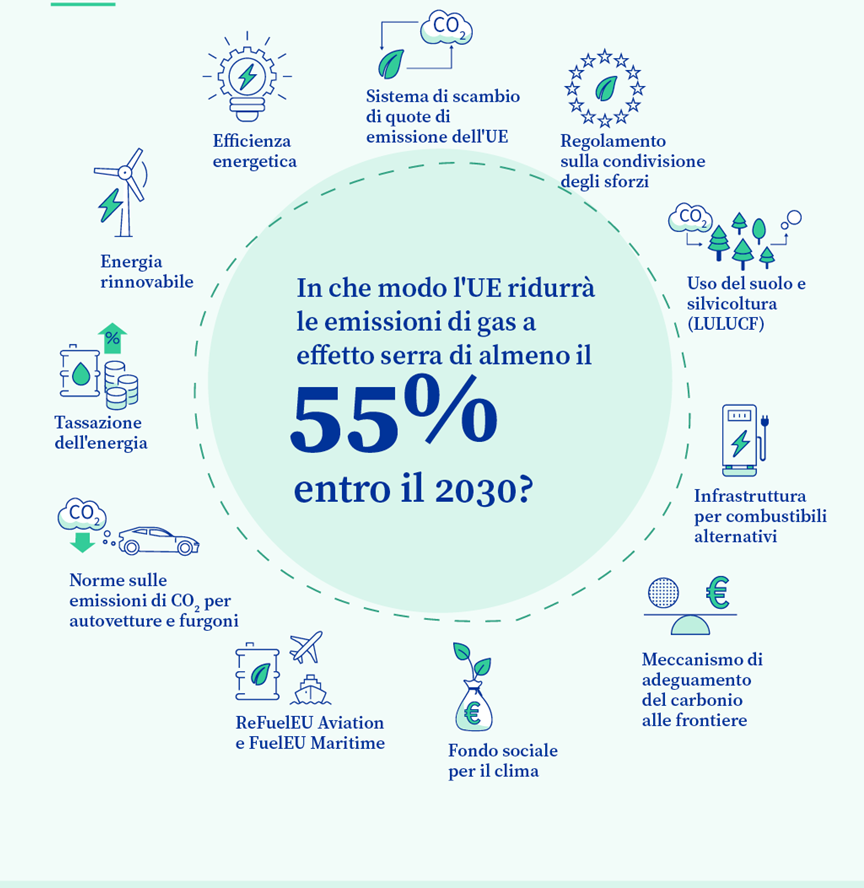 CO2
Sistema di scambio
di quote di
emissione dell'UE
Regolamento
sulla condivisione
degli sforzi
CO2
Uso del suolo e
silvicoltura
(LULUCF)
Infrastruttura
per combustibili
alternativi
€
Meccanismo di
adeguamento
del carbonio
alle frontiere
€
Fondo sociale
per il clima
ReFuelEU Aviation
e FuelEU Maritime
CO2
Norme sulle
emissioni di CO2 per
autovetture e furgoni
%
Tassazione
dell'energia
Energia
rinnovabile
Efficienza
energetica
In che modo l'UE ridurrà
le emissioni di gas a
effetto serra di almeno il
55%
entro il 2030?